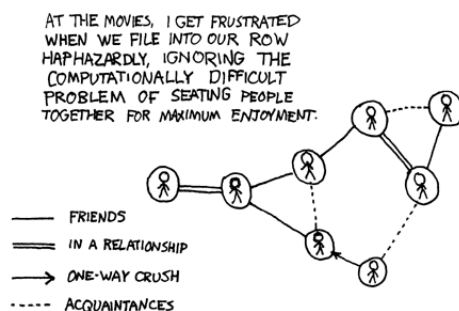 AT THE MOVIES, I GET FRUSTRATED
WHEN WE FILE INTO OUR ROW
HAPHAZARDLY, IGNORING THE
COMPUTATIONALLY DIFFICULT
PROBLEM OF SEATING PEOPLE
TOGETHER FOR MAXIMUM ENJOYMENT.
FRIENDS
IN A RELATIONSHIP
ONE-WAY CRUSH
ACQUAINTANCES